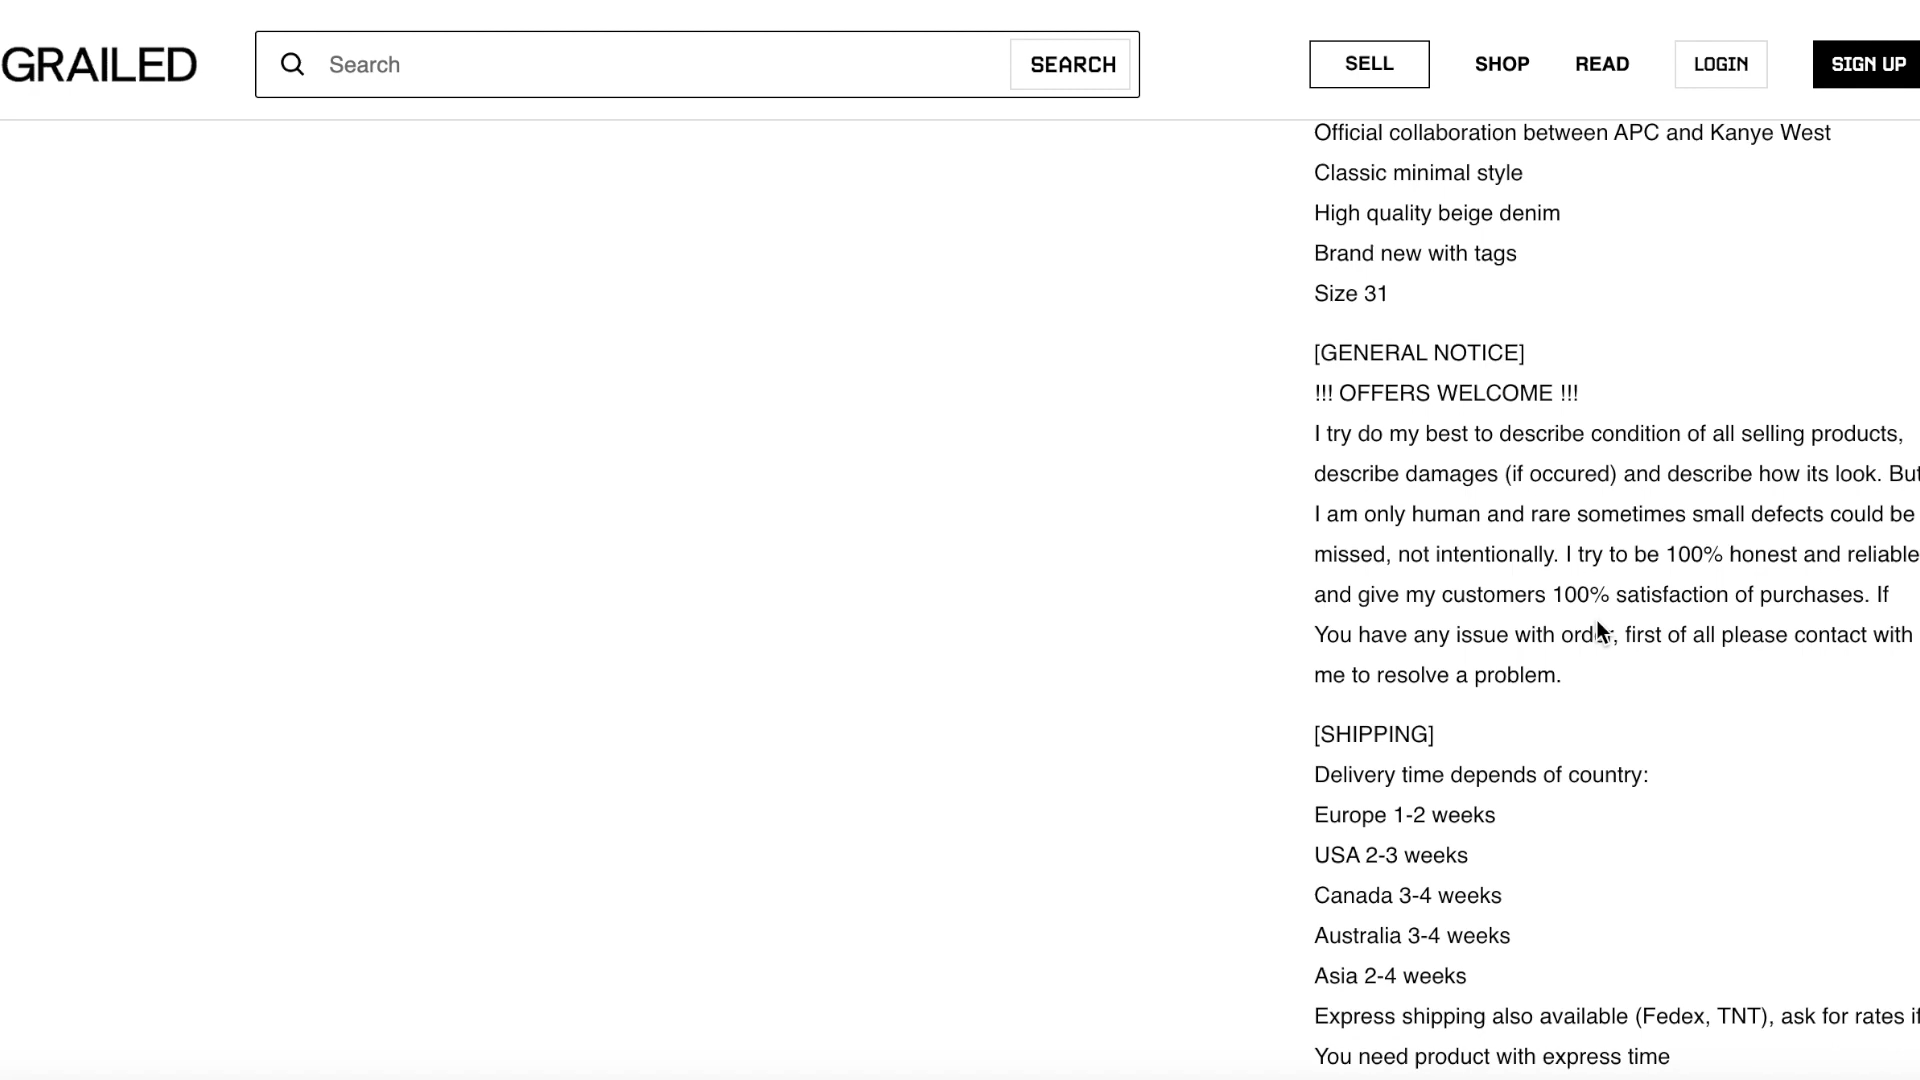 GRAILED
Search
SEARCH
SELL
SHOP
READ
LOGIN
SIGN UP
Official collaboration between APC and Kanye West
Classic minimal style
High quality beige denim
Brand new with tags
Size 31
[GENERAL NOTICE]
!!! OFFERS WELCOME !!!
I try do my best to describe condition of all selling products,
describe damages (if occured) and describe how its look. But
I am only human and rare sometimes small defects could be
missed, not intentionally. I try to be 100% honest and reliable
and give my customers 100% satisfaction of purchases. If
You have any issue with order, first of all please contact with
me to resolve a problem.
[SHIPPING]
Delivery time depends of country:
Europe 1-2 weeks
USA 2-3 weeks
Canada 3-4 weeks
Australia 3-4 weeks
Asia 2-4 weeks
Express shipping also available (Fedex, TNT), ask for rates if
You need product with express time